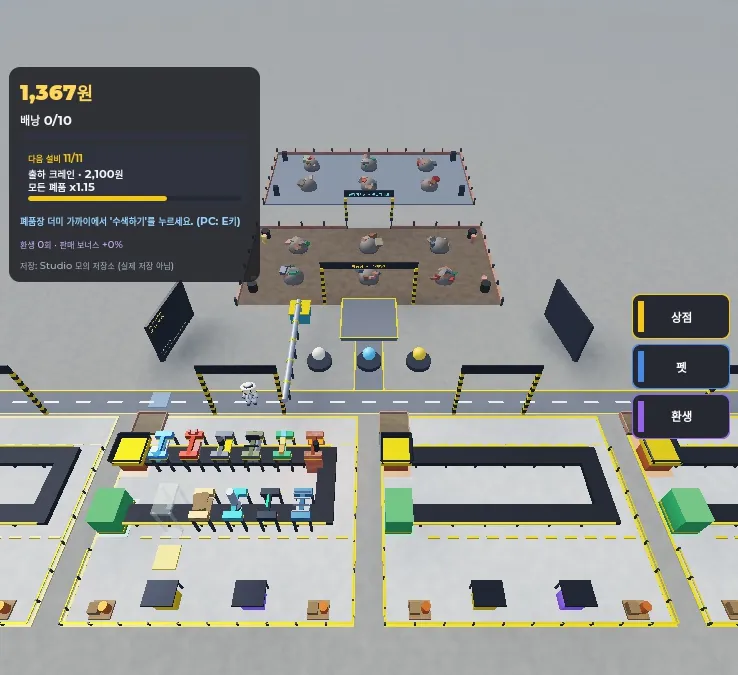 1,367원
배낭 0/10
다음 설비 11/11
출하 크레인 · 2,100원
모든 폐품 x1.15
폐품장 더미 가까이에서 '수색하기'를 누르세요. (PC: E키)
환생 0회 · 판매 보너스 +0%
저장: Studio 모의 저장소 (실제 저장 아님)
상점
펫
환생